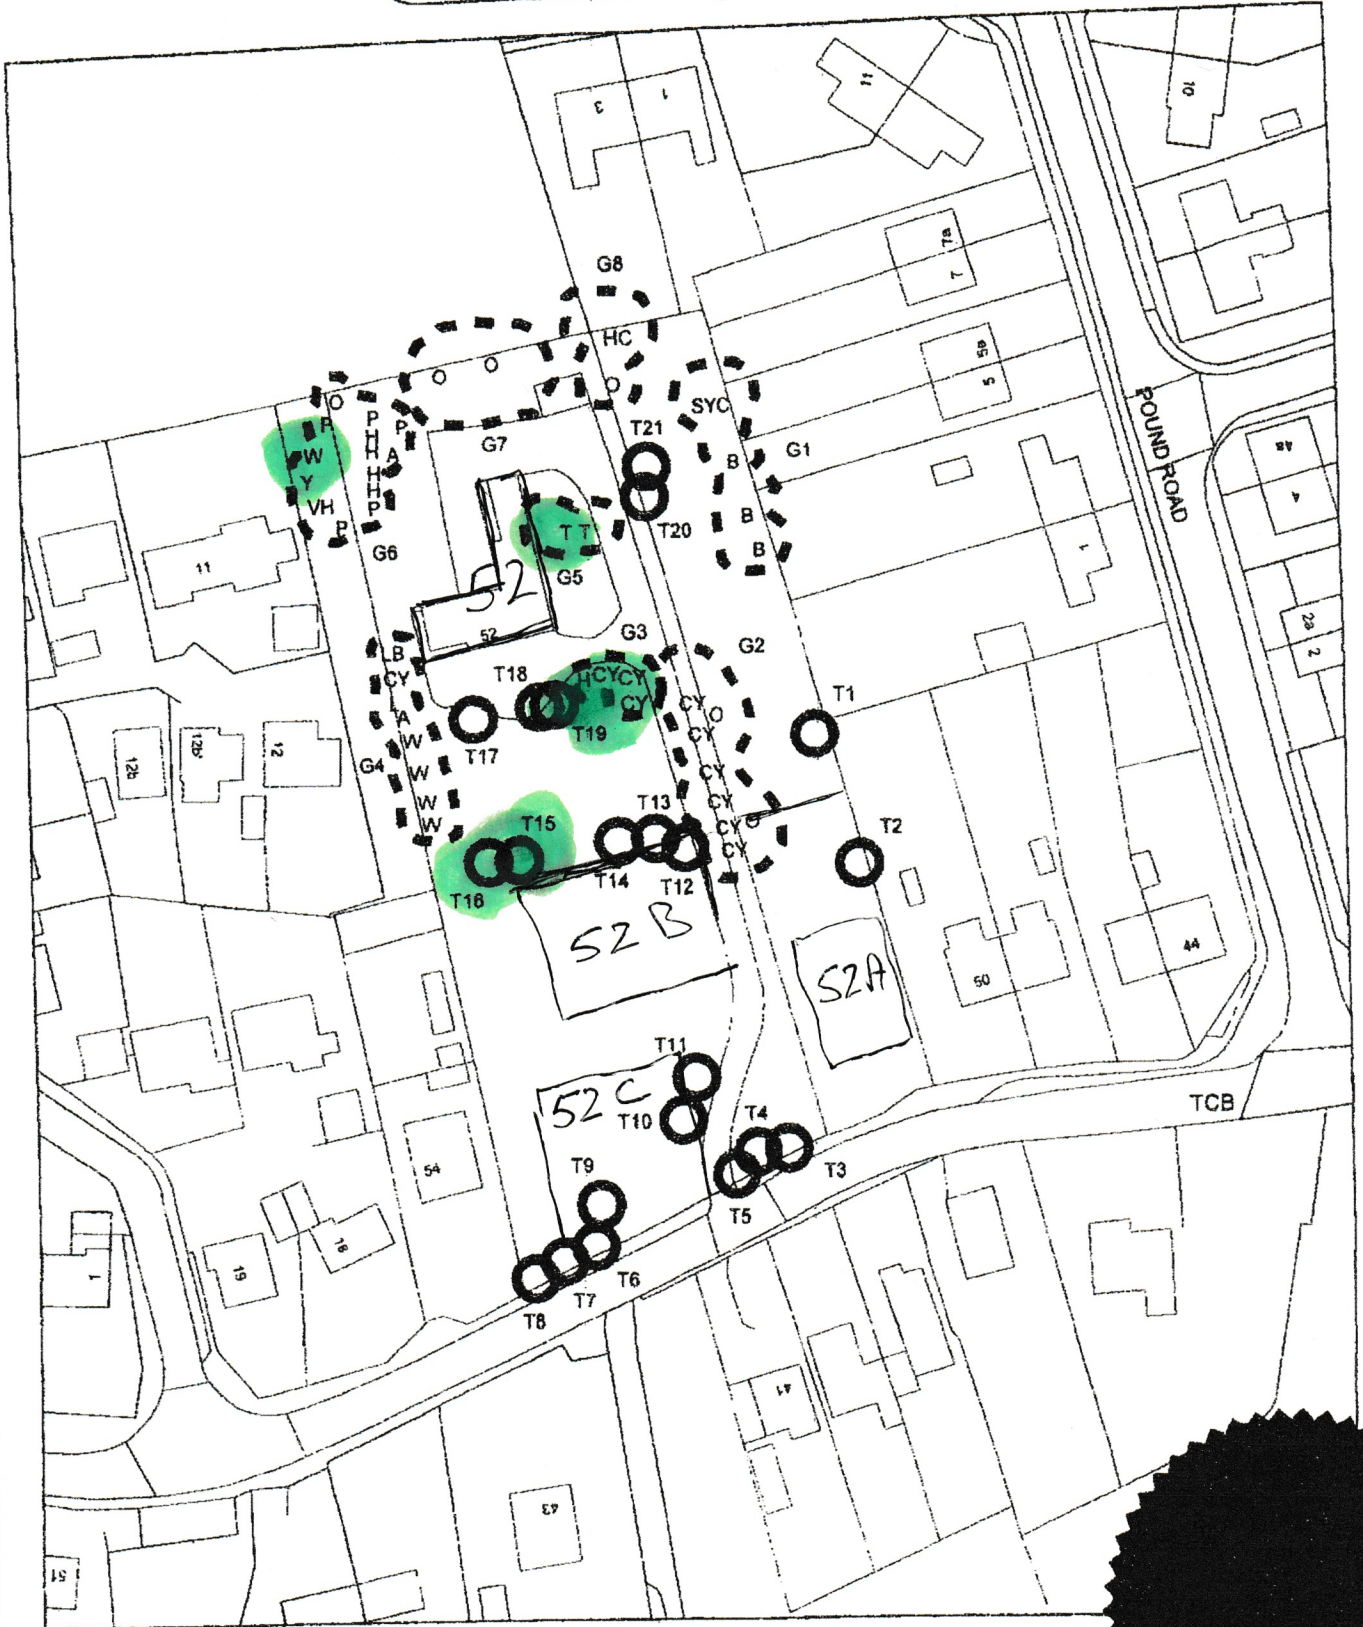 3
1
11
10
7a
7
G8
HC
O
O
O
SYC
5a
5
POUND ROAD
4a
4
O
P
P
P
H
H
A
H
H
P
W
Y
VH
P
G7
T21
B
G1
B
B
T20
G6
T T
G5
11
1
52
52
2a
2
LB
CY
G3
G2
T18
H
CY
CY
CY
CY
O
T1
T19
T17
CY
L
A
W
12b
12
G4
W
CY
W
CY
W
T13
CY
O
T2
T15
CY
T14
T12
T16
52 B
52A
50
44
T11
52 C
T10
T4
TCB
T3
54
T9
T5
18
19
1
T6
T7
T8
41
43
51